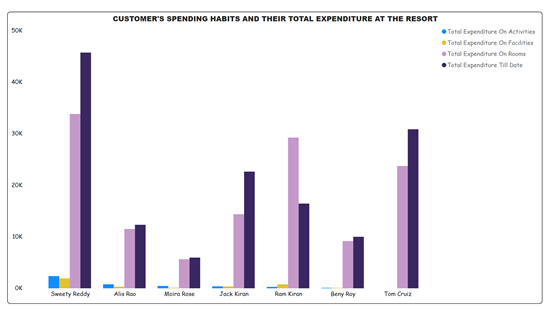 CUSTOMER'S SPENDING HABITS AND THEIR TOTAL EXPENDITURE AT THE RESORT
Total Expenditure On Activities
Total Expenditure On Facilities
Total Expenditure On Rooms
Total Expenditure Till Date
50K
40K
30K
20K
10K
0K
Sweety Reddy Alis Rao Moira Rose Jack Kiran Ram Kiran Beny Roy Tom Cruiz